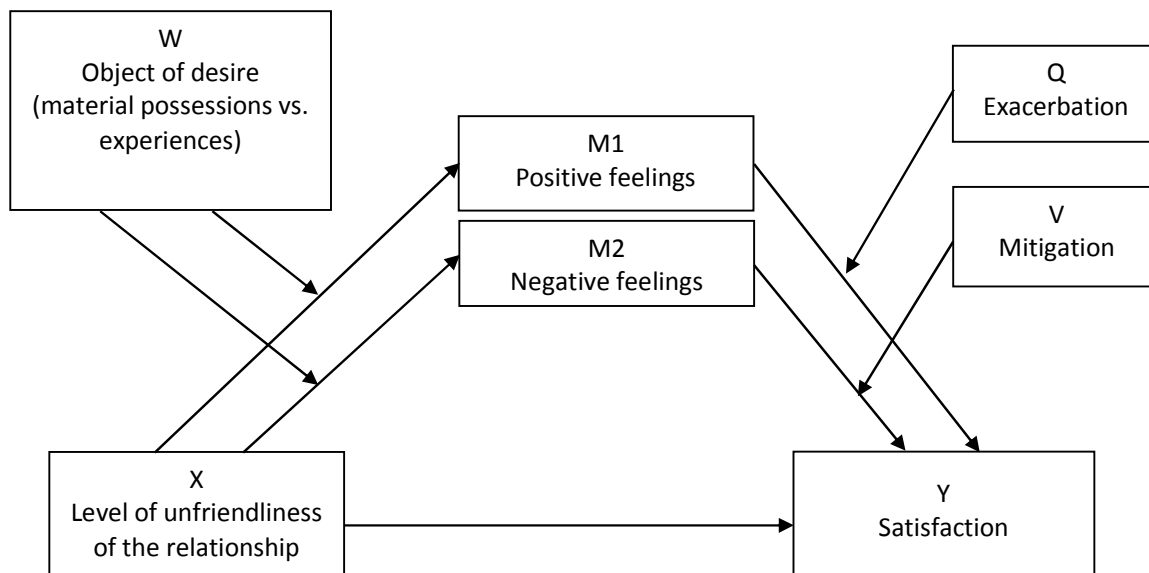 W
Object of desire
(material possessions vs.
experiences)
Q
Exacerbation
M1
Positive feelings
V
Mitigation
M2
Negative feelings
X
Level of unfriendliness
of the relationship
Y
Satisfaction